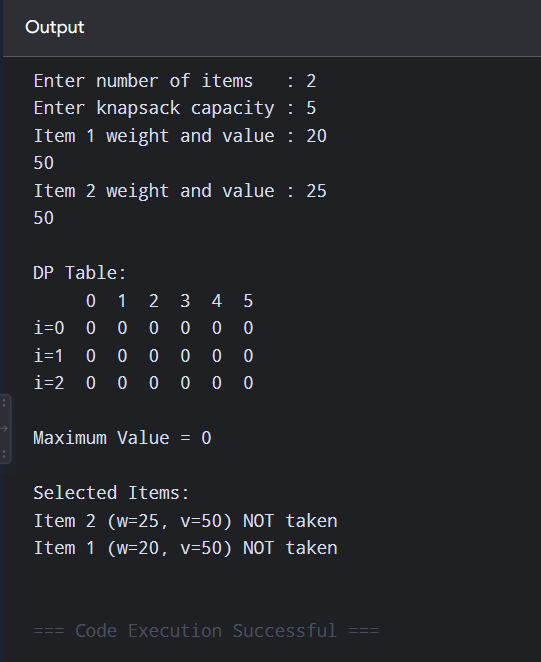 Output
Enter number of items   : 2
Enter knapsack capacity : 5
Item 1 weight and value : 20
50
Item 2 weight and value : 25
50
DP Table:
     0  1  2  3  4  5
i=0  0  0  0  0  0  0
i=1  0  0  0  0  0  0
i=2  0  0  0  0  0  0
Maximum Value = 0
Selected Items:
Item 2 (w=25, v=50) NOT taken
Item 1 (w=20, v=50) NOT taken
=== Code Execution Successful ===